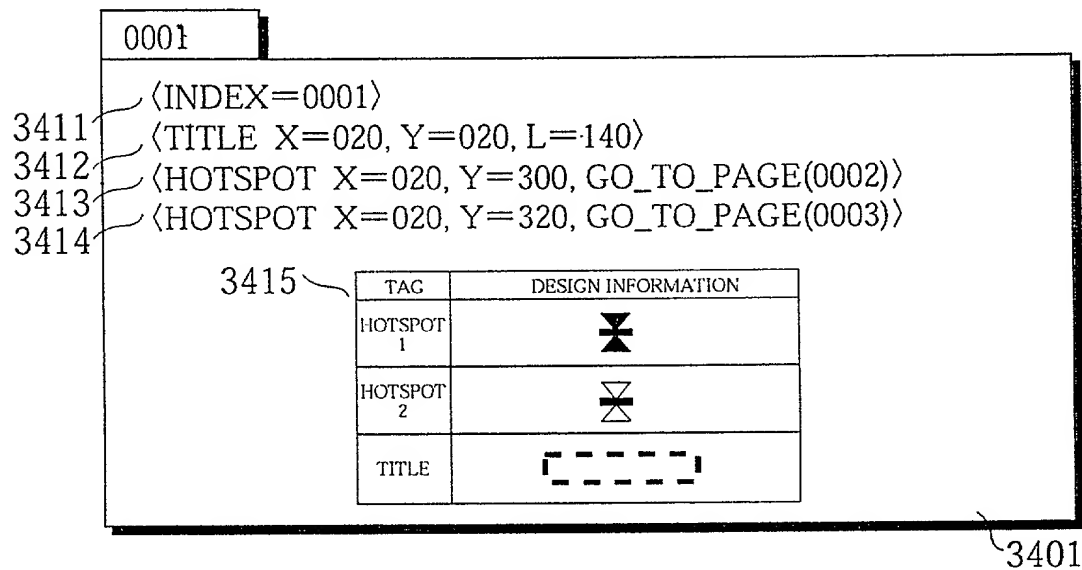 0001
3411 〈INDEX=0001〉
3412 〈TITLE X=020, Y=020, L=140〉
3413 〈HOTSPOT X=020, Y=300, GO_TO_PAGE(0002)〉
3414 〈HOTSPOT X=020, Y=320, GO_TO_PAGE(0003)〉
3415
TAG DESIGN INFORMATION
HOTSPOT
1
HOTSPOT
2
TITLE
3401